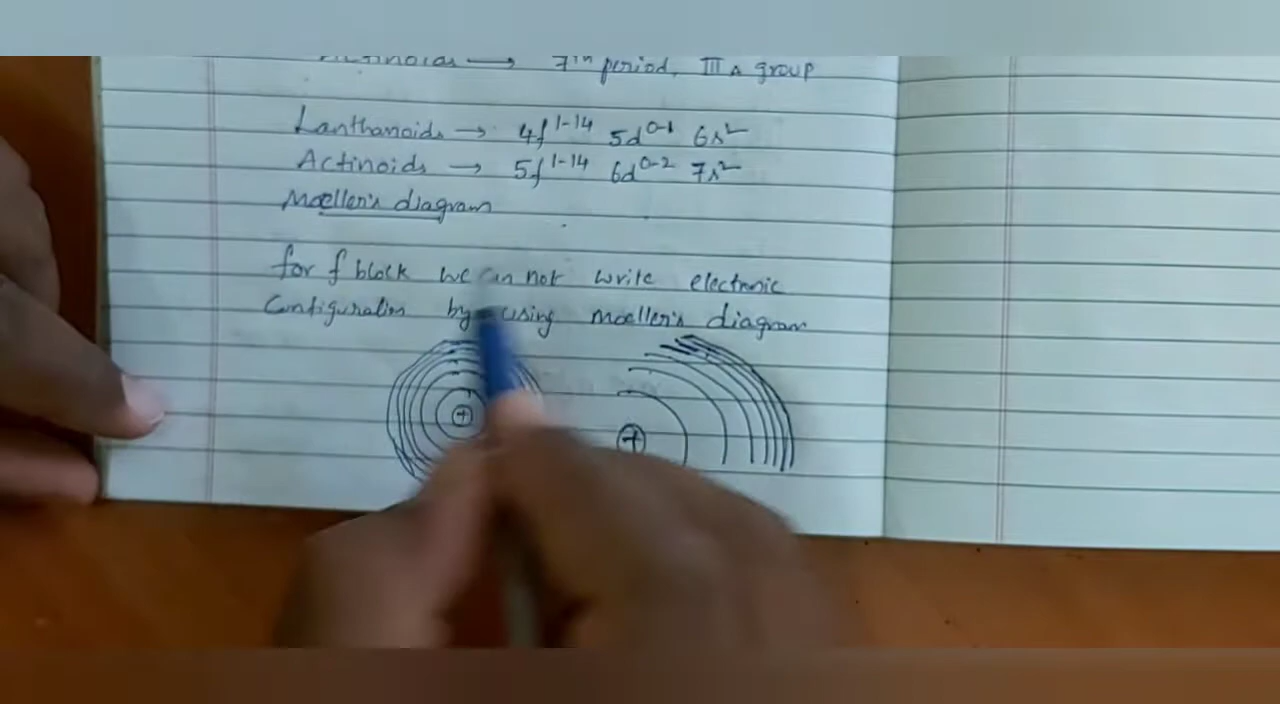 Actinoids → 7th period, III A group
Lanthanoids → 4f¹⁻¹⁴ 5d⁰⁻¹ 6s²
Actinoids → 5f¹⁻¹⁴ 6d⁰⁻² 7s²
Moeller's diagram
for f block we can not write electronic
Configuration by using moeller's diagram
+
+